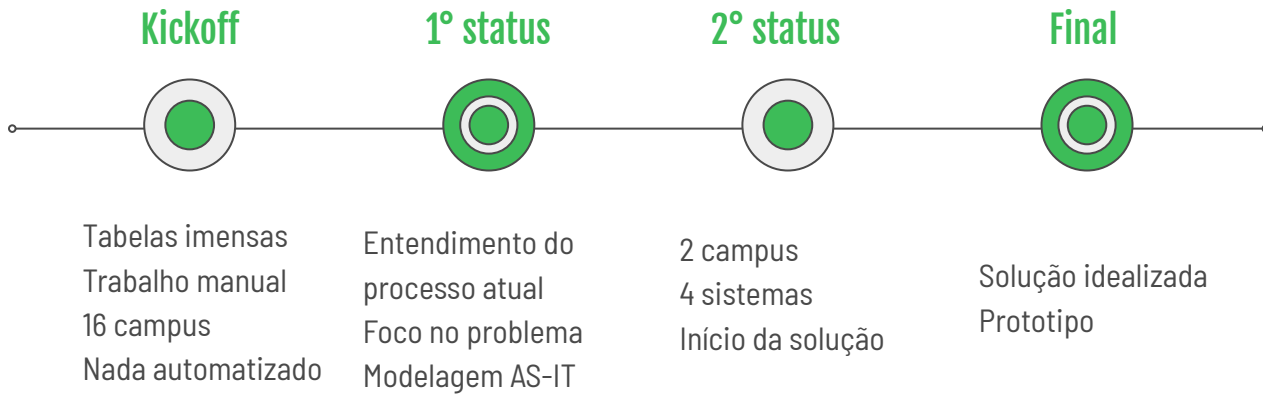 Kickoff
1° status
2° status
Final
Tabelas imensas
Trabalho manual
16 campus
Nada automatizado
Entendimento do
processo atual
Foco no problema
Modelagem AS-IT
2 campus
4 sistemas
Início da solução
Solução idealizada
Prototipo